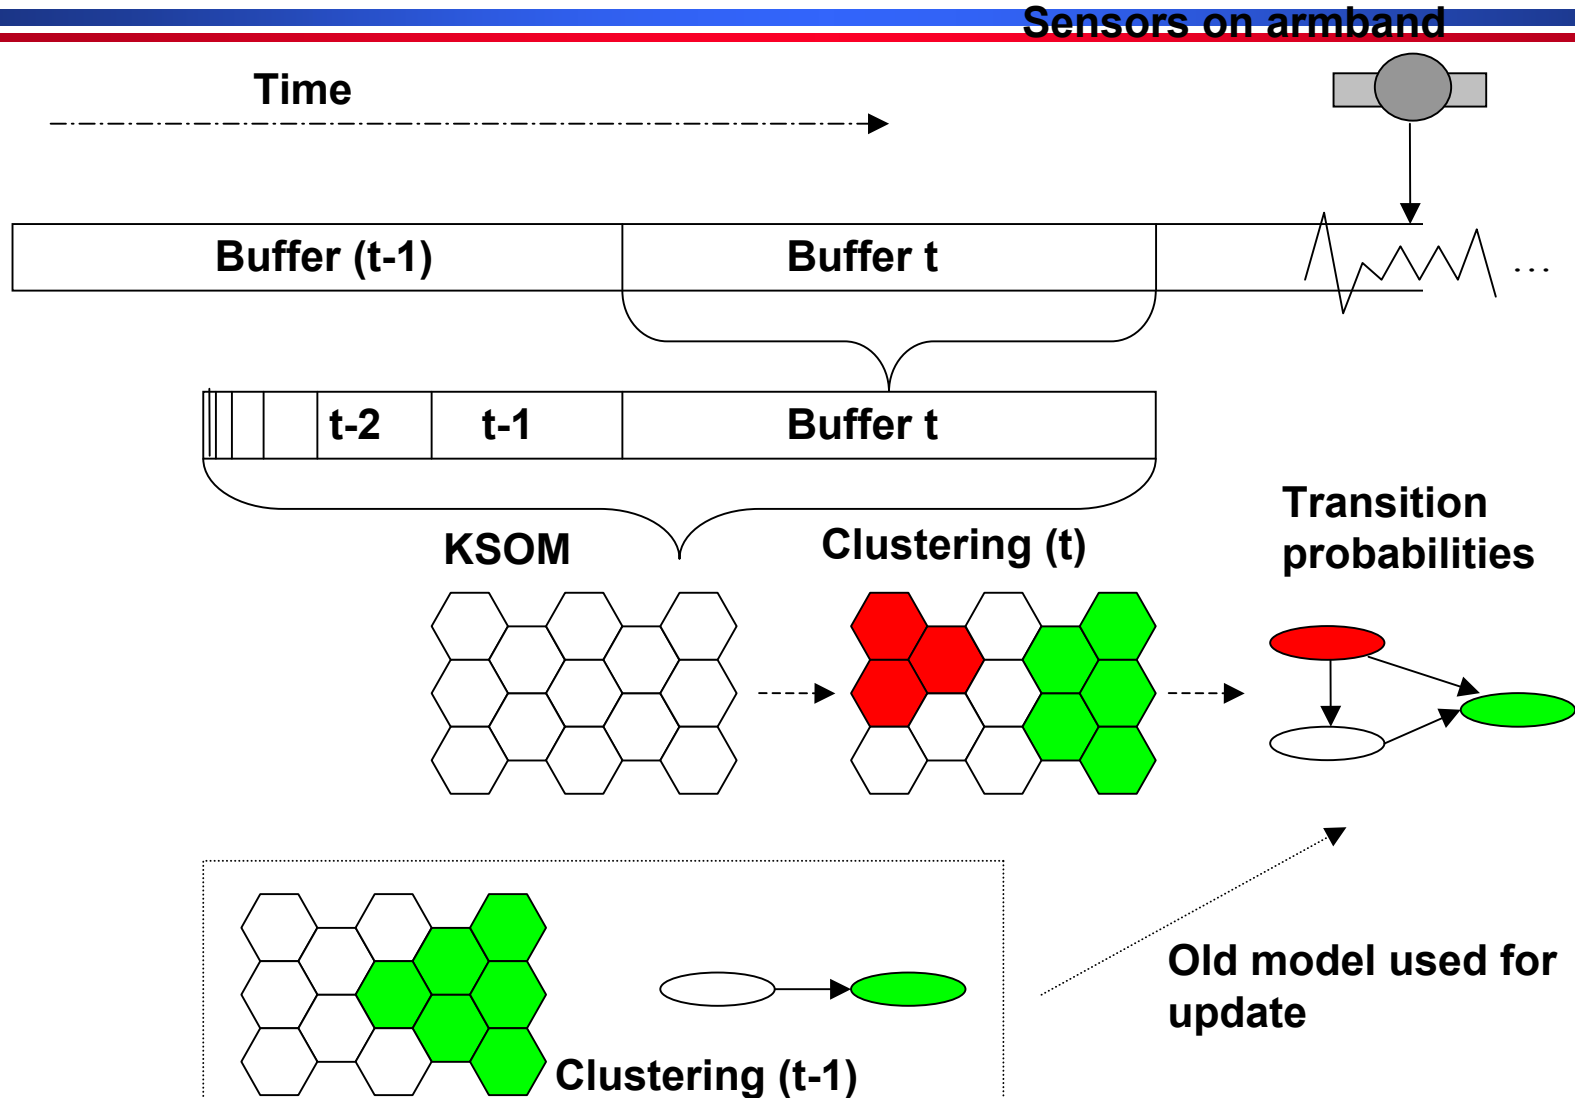 Sensors on armband
Time
Buffer (t-1)
Buffer t
...
t-2
t-1
Buffer t
KSOM
Clustering (t)
Transition
probabilities
Old model used for
update
Clustering (t-1)